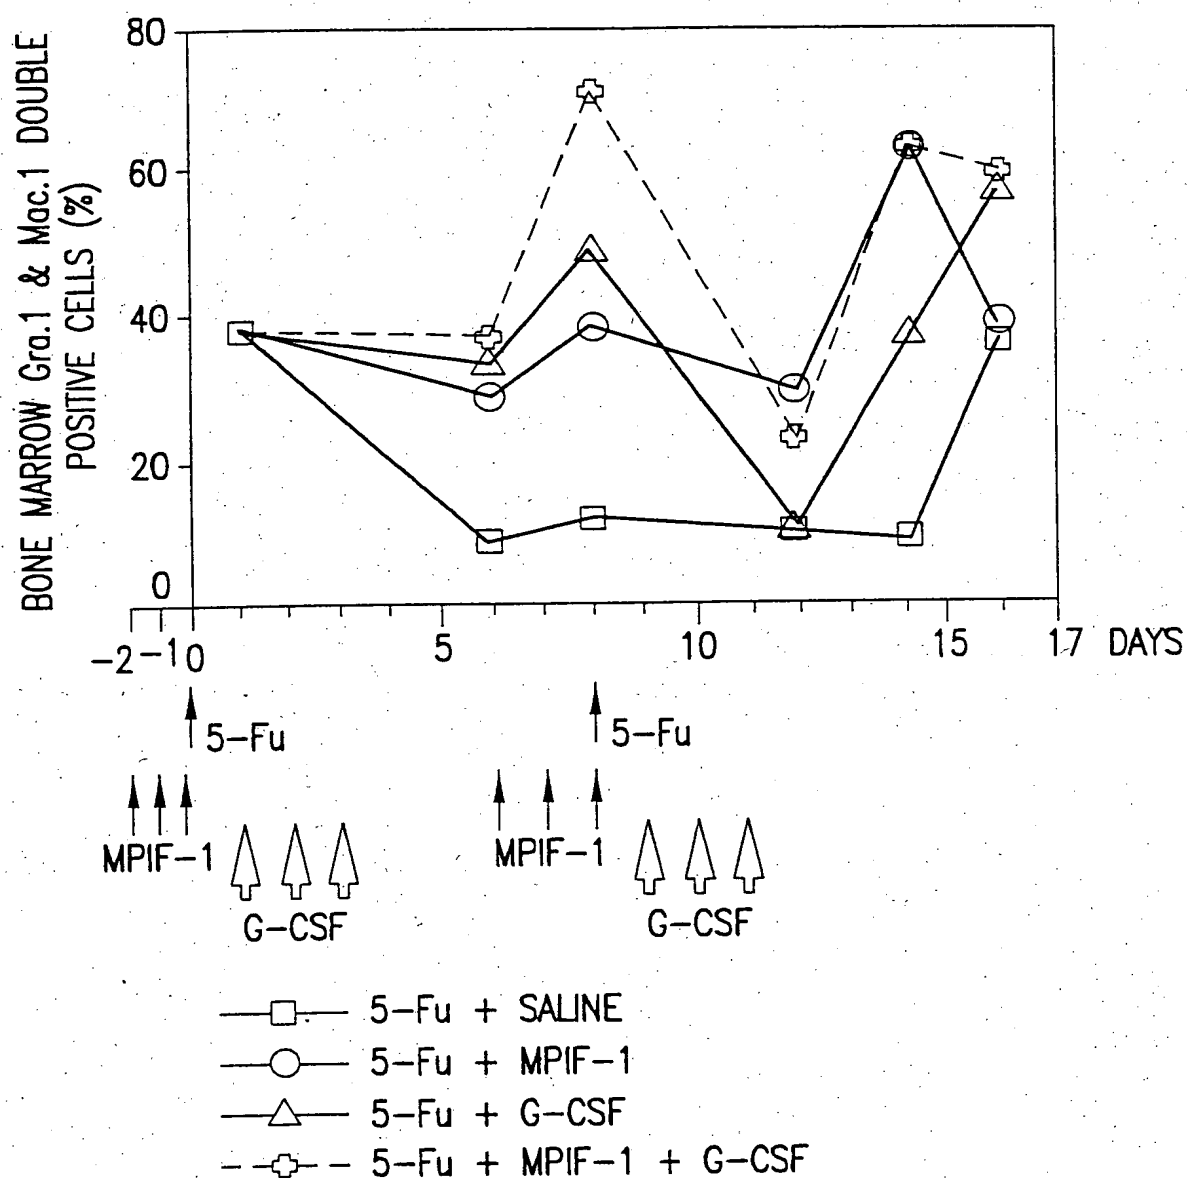 BONE MARROW Gra.1 & Mac.1 DOUBLE
POSITIVE CELLS (%)
80
60
40
20
0
-2 -1 0 5 10 15 17 DAYS
5-Fu 5-Fu
MPIF-1 MPIF-1
G-CSF G-CSF
5-Fu + SALINE
5-Fu + MPIF-1
5-Fu + G-CSF
5-Fu + MPIF-1 + G-CSF